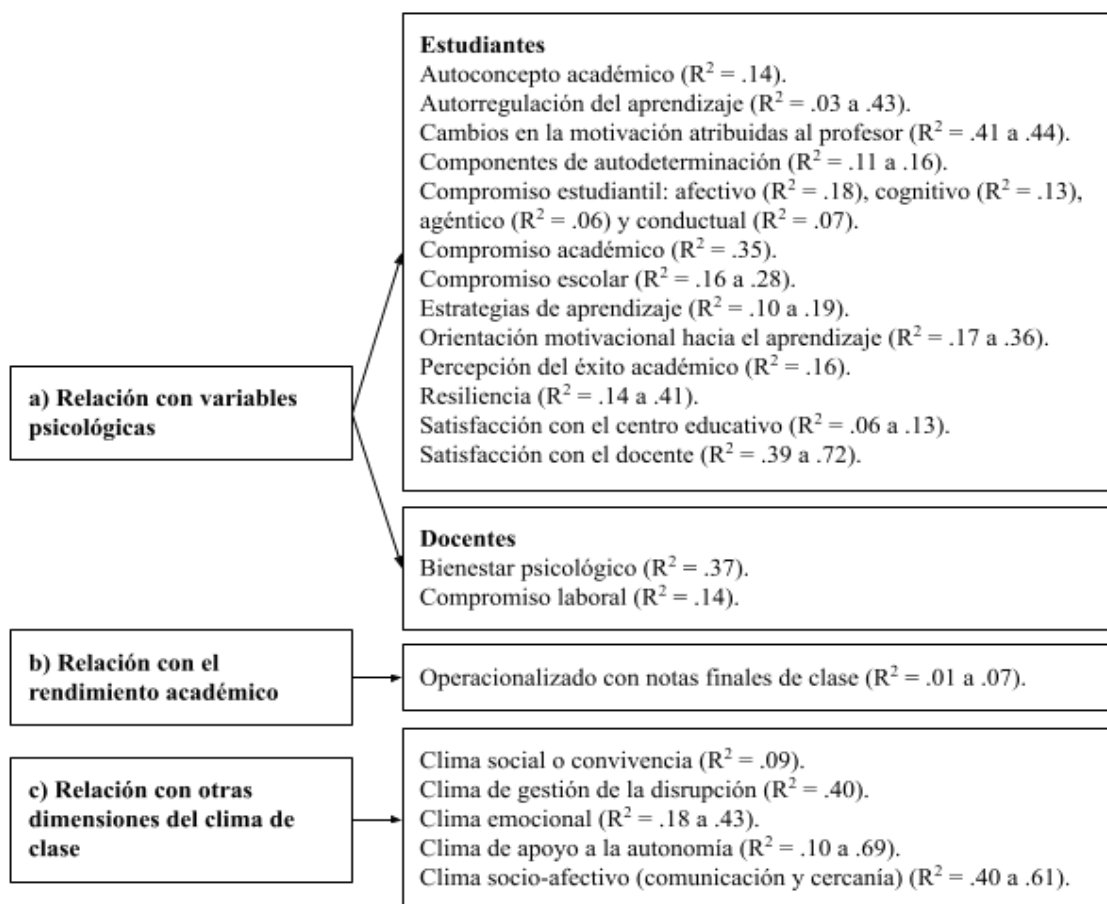 a) Relación con variables
psicológicas
Estudiantes
Autoconcepto académico (R² = .14).
Autorregulación del aprendizaje (R² = .03 a .43).
Cambios en la motivación atribuidas al profesor (R² = .41 a .44).
Componentes de autodeterminación (R² = .11 a .16).
Compromiso estudiantil: afectivo (R² = .18), cognitivo (R² = .13),
agéntico (R² = .06) y conductual (R² = .07).
Compromiso académico (R² = .35).
Compromiso escolar (R² = .16 a .28).
Estrategias de aprendizaje (R² = .10 a .19).
Orientación motivacional hacia el aprendizaje (R² = .17 a .36).
Percepción del éxito académico (R² = .16).
Resiliencia (R² = .14 a .41).
Satisfacción con el centro educativo (R² = .06 a .13).
Satisfacción con el docente (R² = .39 a .72).
Docentes
Bienestar psicológico (R² = .37).
Compromiso laboral (R² = .14).
b) Relación con el
rendimiento académico
Operacionalizado con notas finales de clase (R² = .01 a .07).
c) Relación con otras
dimensiones del clima de
clase
Clima social o convivencia (R² = .09).
Clima de gestión de la disrupción (R² = .40).
Clima emocional (R² = .18 a .43).
Clima de apoyo a la autonomía (R² = .10 a .69).
Clima socio-afectivo (comunicación y cercanía) (R² = .40 a .61).